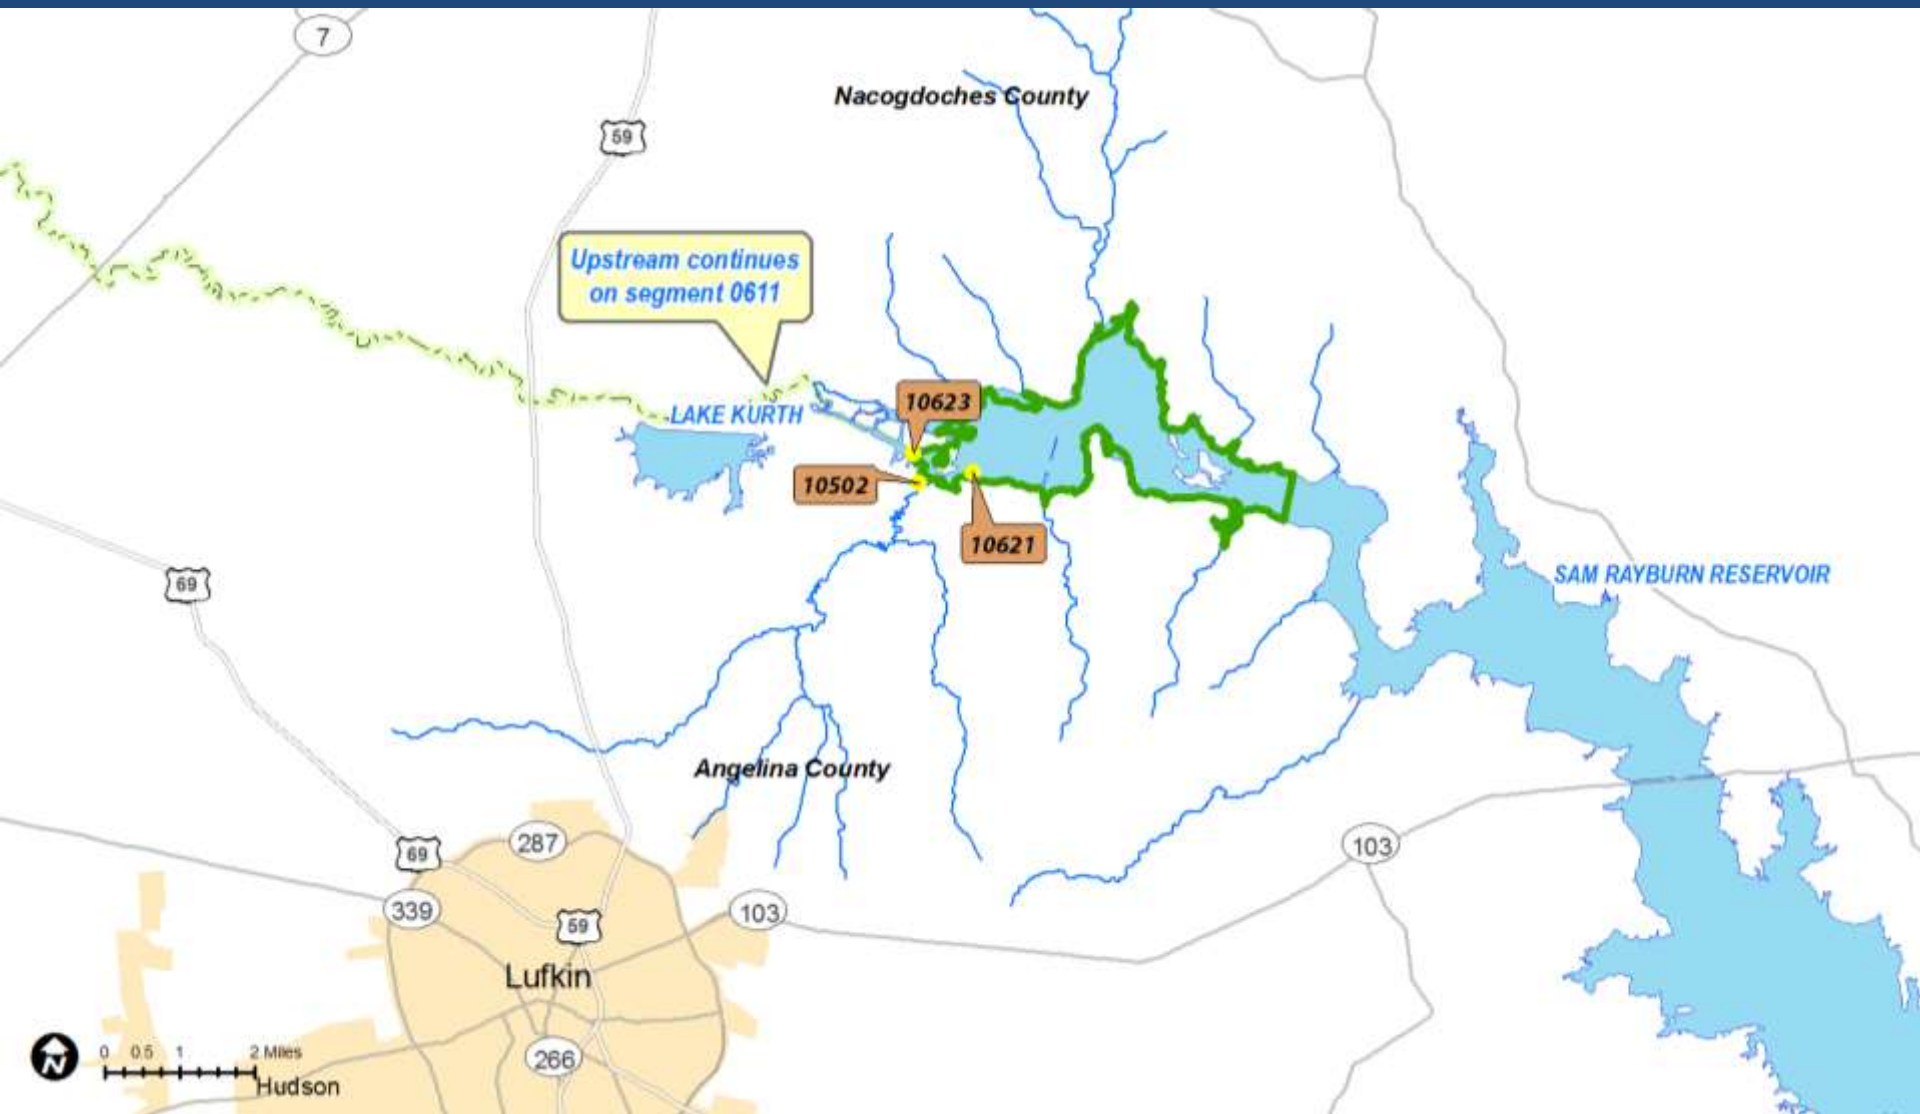 7
Nacogdoches County
59
Upstream continues
on segment 0611
10623
LAKE KURTH
10502
10621
SAM RAYBURN RESERVOIR
69
Angelina County
287
69
103
339
103
59
Lufkin
N
0 0.5 1 2 Miles
266
Hudson